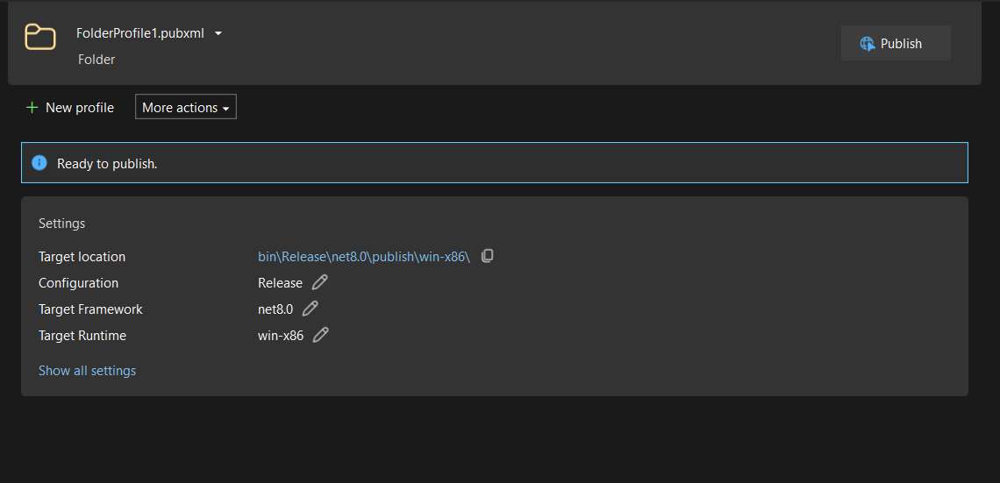 FolderProfile1.pubxml
Folder
Publish
New profile
More actions
Ready to publish.
Settings
Target location bin\Release\net8.0\publish\win-x86\
Configuration Release
Target Framework net8.0
Target Runtime win-x86
Show all settings